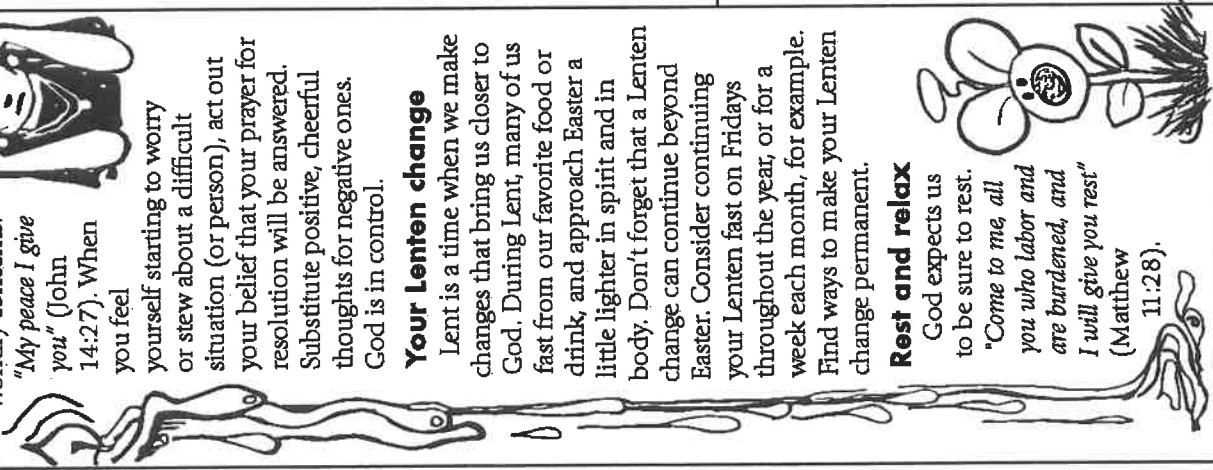 "My peace I give
you" (John
14:27). When
you feel
yourself starting to worry
or stew about a difficult
situation (or person), act out
your belief that your prayer for
resolution will be answered.
Substitute positive, cheerful
thoughts for negative ones.
God is in control.
Your Lenten change
Lent is a time when we make
changes that bring us closer to
God. During Lent, many of us
fast from our favorite food or
drink, and approach Easter a
little lighter in spirit and in
body. Don't forget that a Lenten
change can continue beyond
Easter. Consider continuing
your Lenten fast on Fridays
throughout the year, or for a
week each month, for example.
Find ways to make your Lenten
change permanent.
Rest and relax
God expects us
to be sure to rest.
"Come to me, all
you who labor and
are burdened, and
I will give you rest"
(Matthew
11:28).